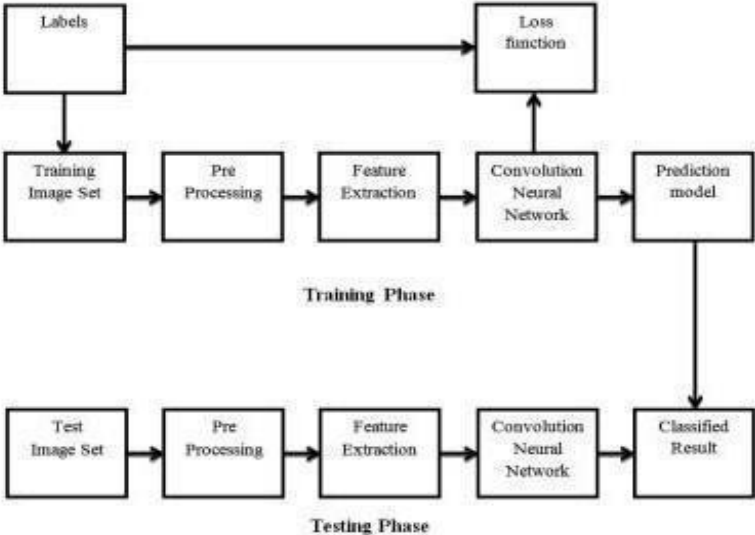 Labels
Loss
function
Training
Image Set
Pre
Processing
Feature
Extraction
Convolution
Neural
Network
Prediction
model
Training Phase
Test
Image Set
Pre
Processing
Feature
Extraction
Convolution
Neural
Network
Classified
Result
Testing Phase